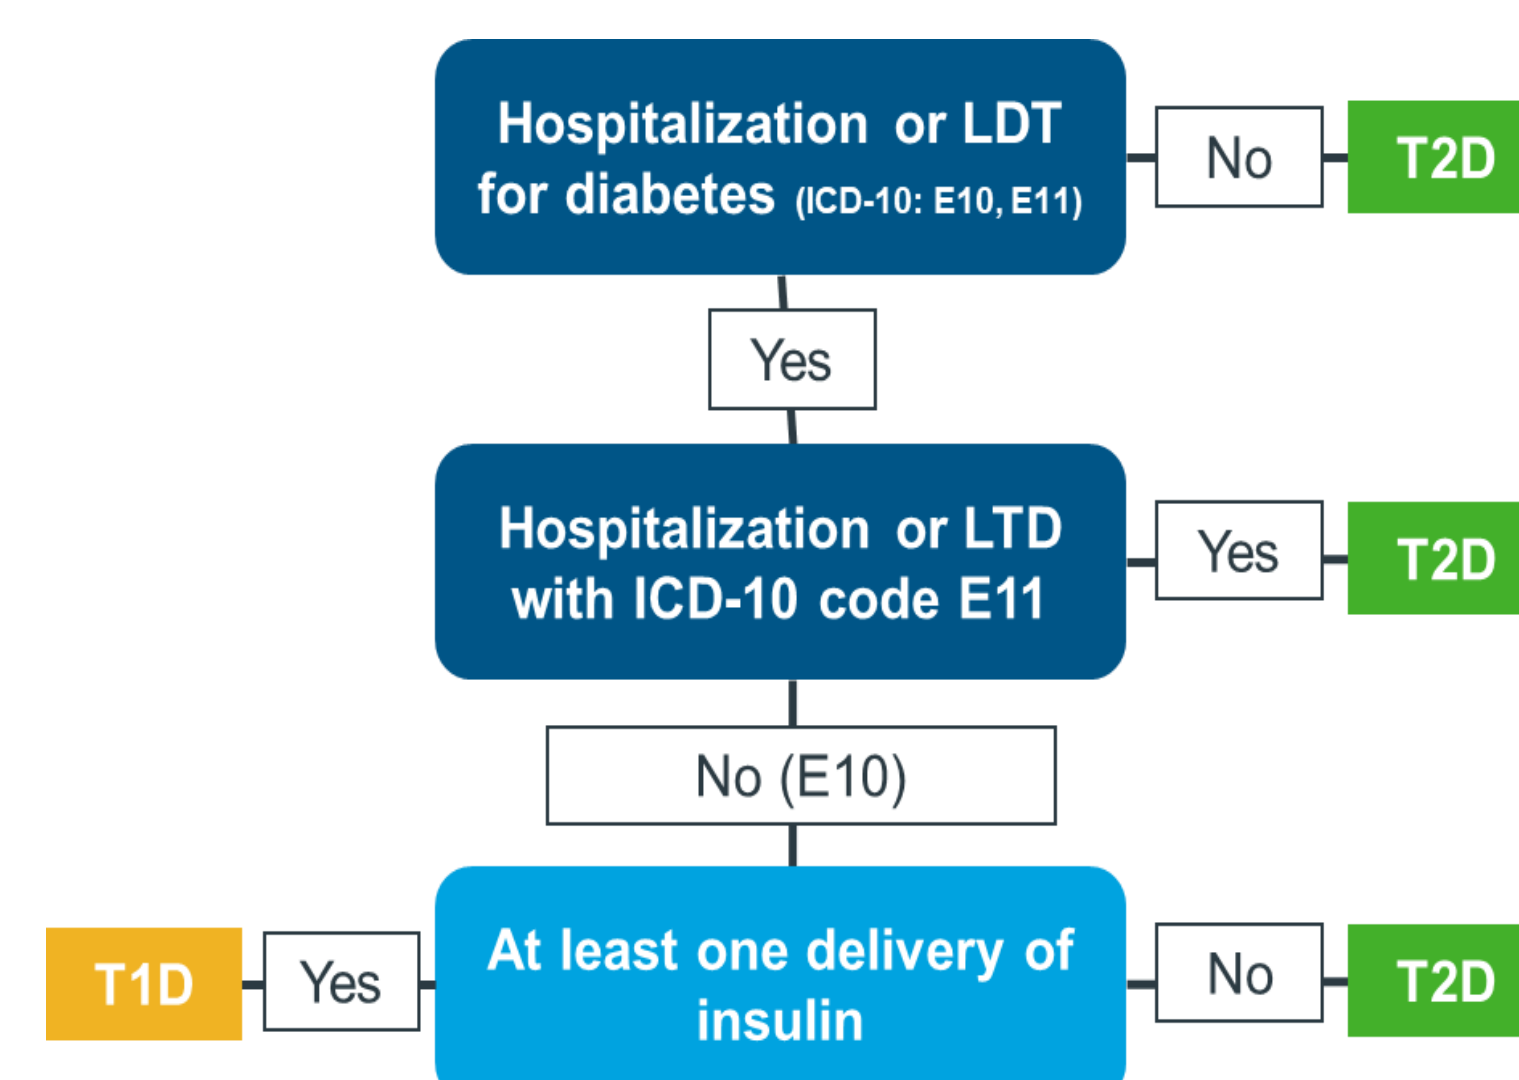 Hospitalization or LDT
for diabetes (ICD-10: E10, E11)
No
T2D
Yes
Hospitalization or LTD
with ICD-10 code E11
Yes
T2D
No (E10)
T1D
Yes
At least one delivery of
insulin
No
T2D